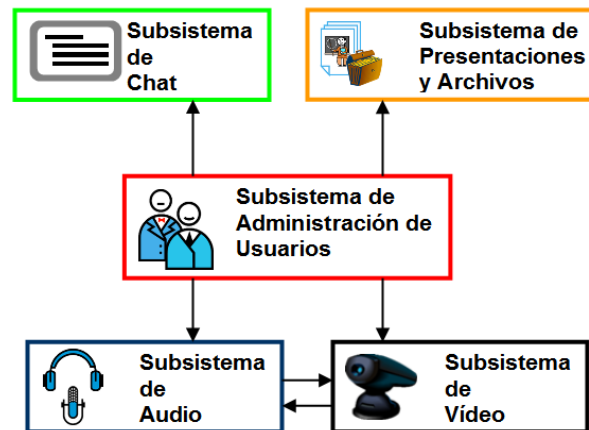 Subsistema
de
Chat
Subsistema de
Presentaciones
y Archivos
Subsistema de
Administración de
Usuarios
Subsistema
de
Audio
Subsistema
de
Vídeo